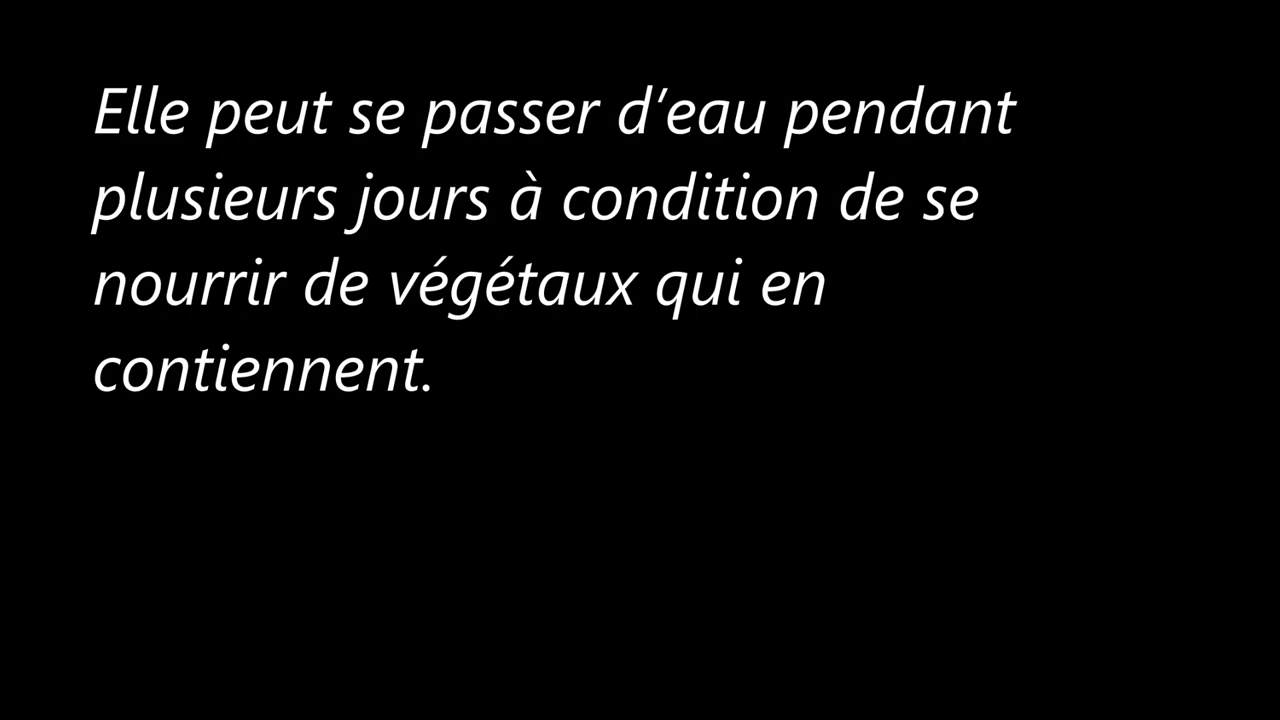 Elle peut se passer d’eau pendant
plusieurs jours à condition de se
nourrir de végétaux qui en
contiennent.